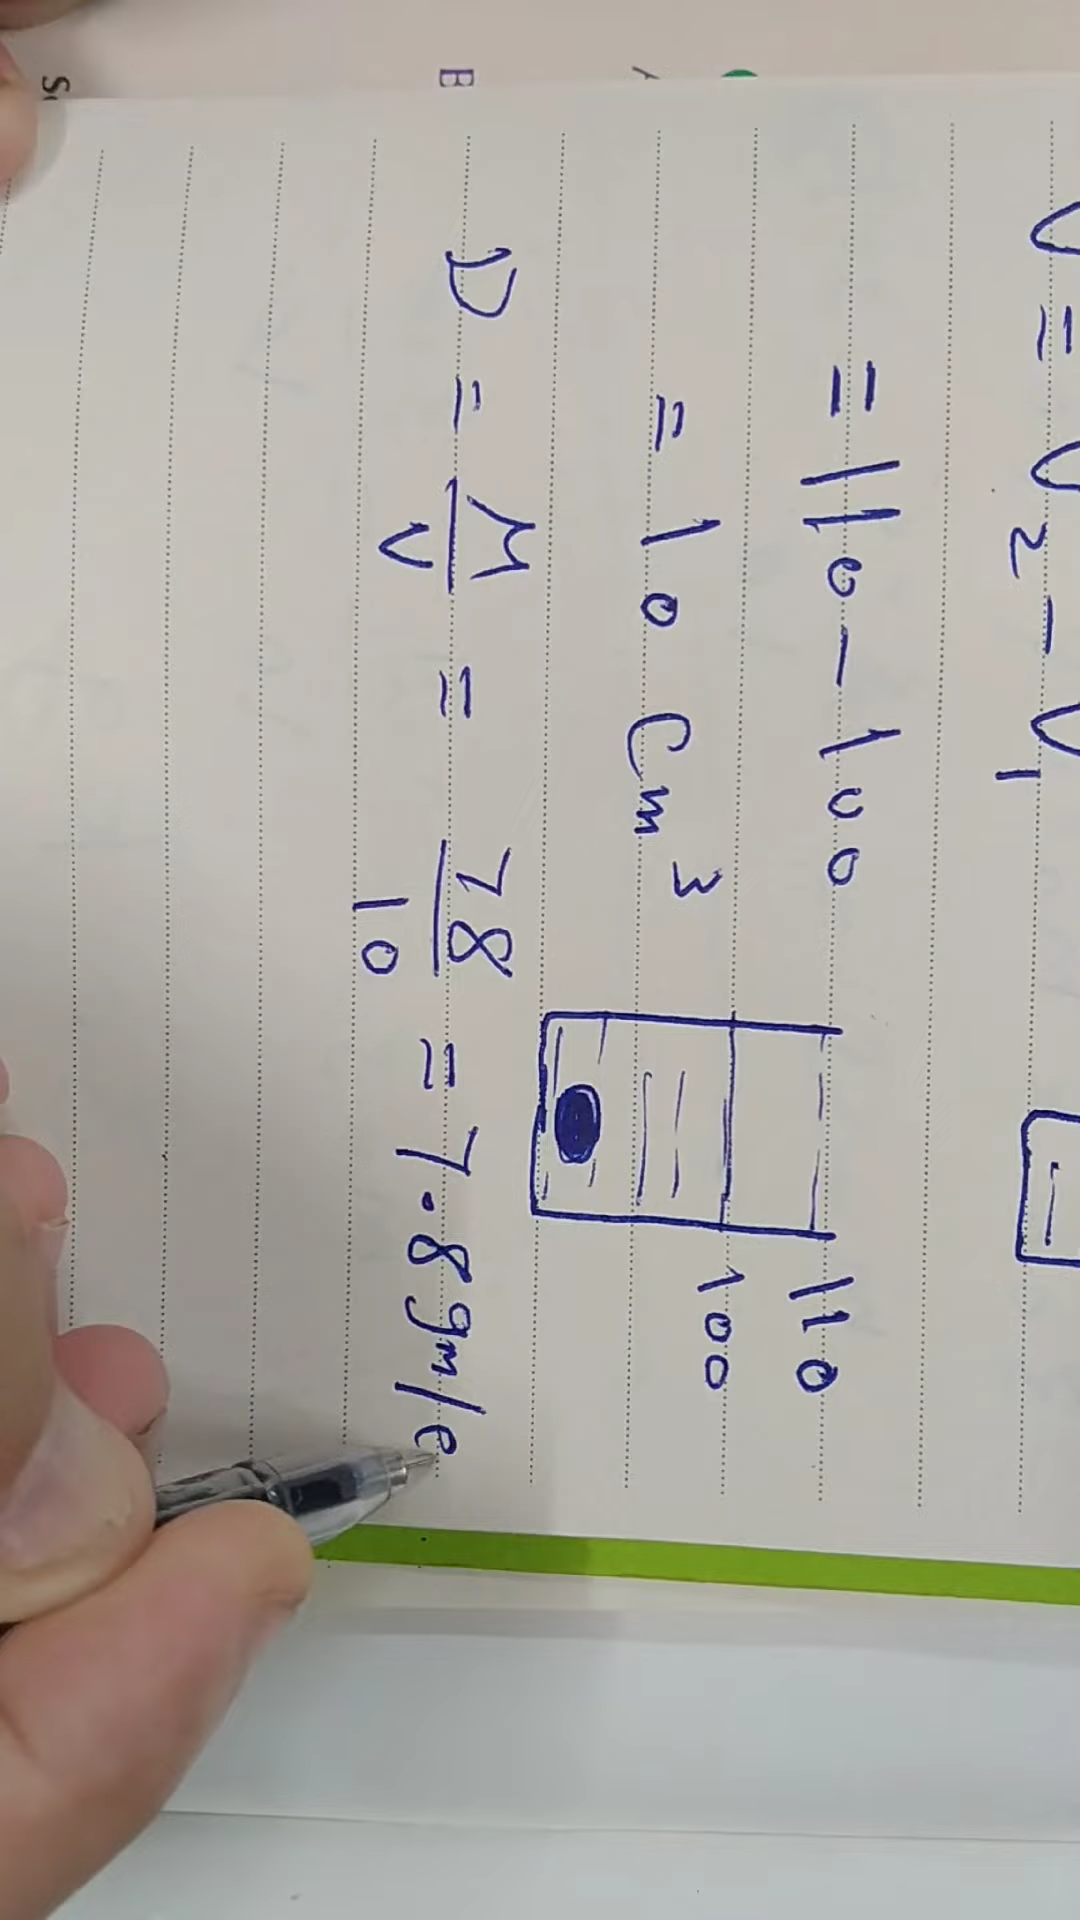 V = V₂ - V₁
= 110 - 100
= 10 Cm³
110
100
D = M/V = 78/10 = 7.8 gm/c